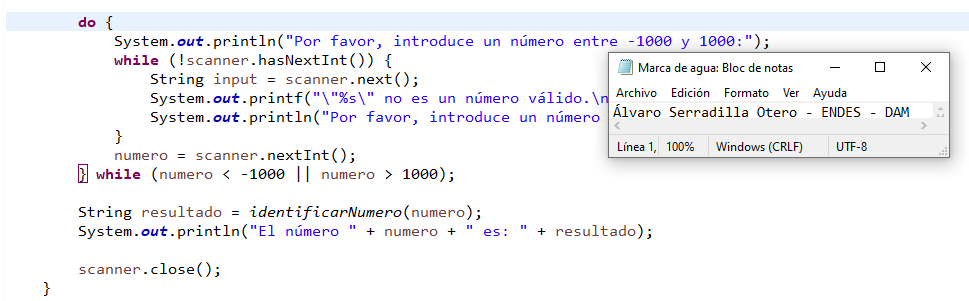 do {
System.out.println("Por favor, introduce un número entre -1000 y 1000:");
while (!scanner.hasNextInt()) {
String input = scanner.next();
System.out.printf("\"%s\" no es un número válido.\n
System.out.println("Por favor, introduce un número
}
numero = scanner.nextInt();
} while (numero < -1000 || numero > 1000);
String resultado = identificarNumero(numero);
System.out.println("El número " + numero + " es: " + resultado);
scanner.close();
}
Marca de agua: Bloc de notas
Archivo Edición Formato Ver Ayuda
Álvaro Serradilla Otero - ENDES - DAM
Línea 1, 100% Windows (CRLF) UTF-8